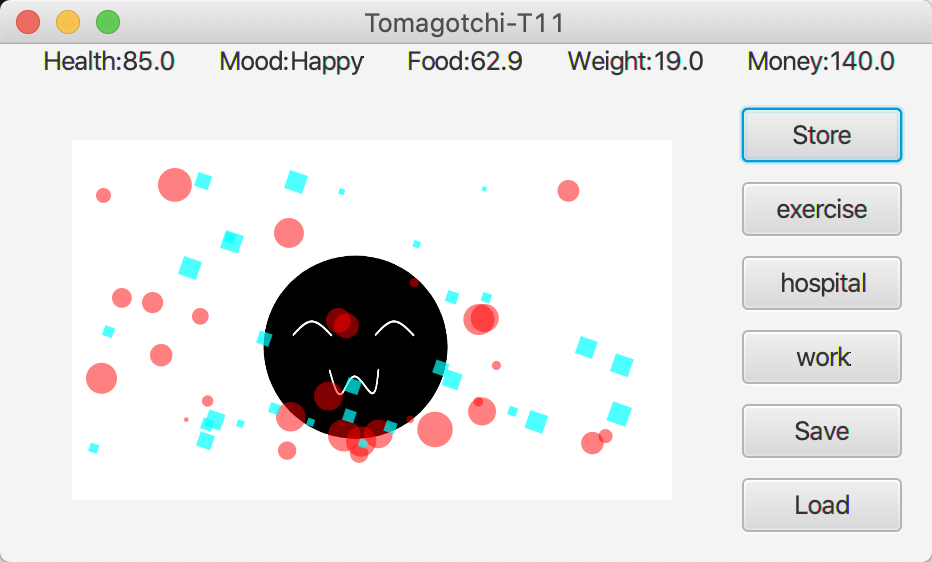 Tomagotchi-T11
Health:85.0 Mood:Happy Food:62.9 Weight:19.0 Money:140.0
Store
exercise
hospital
work
Save
Load